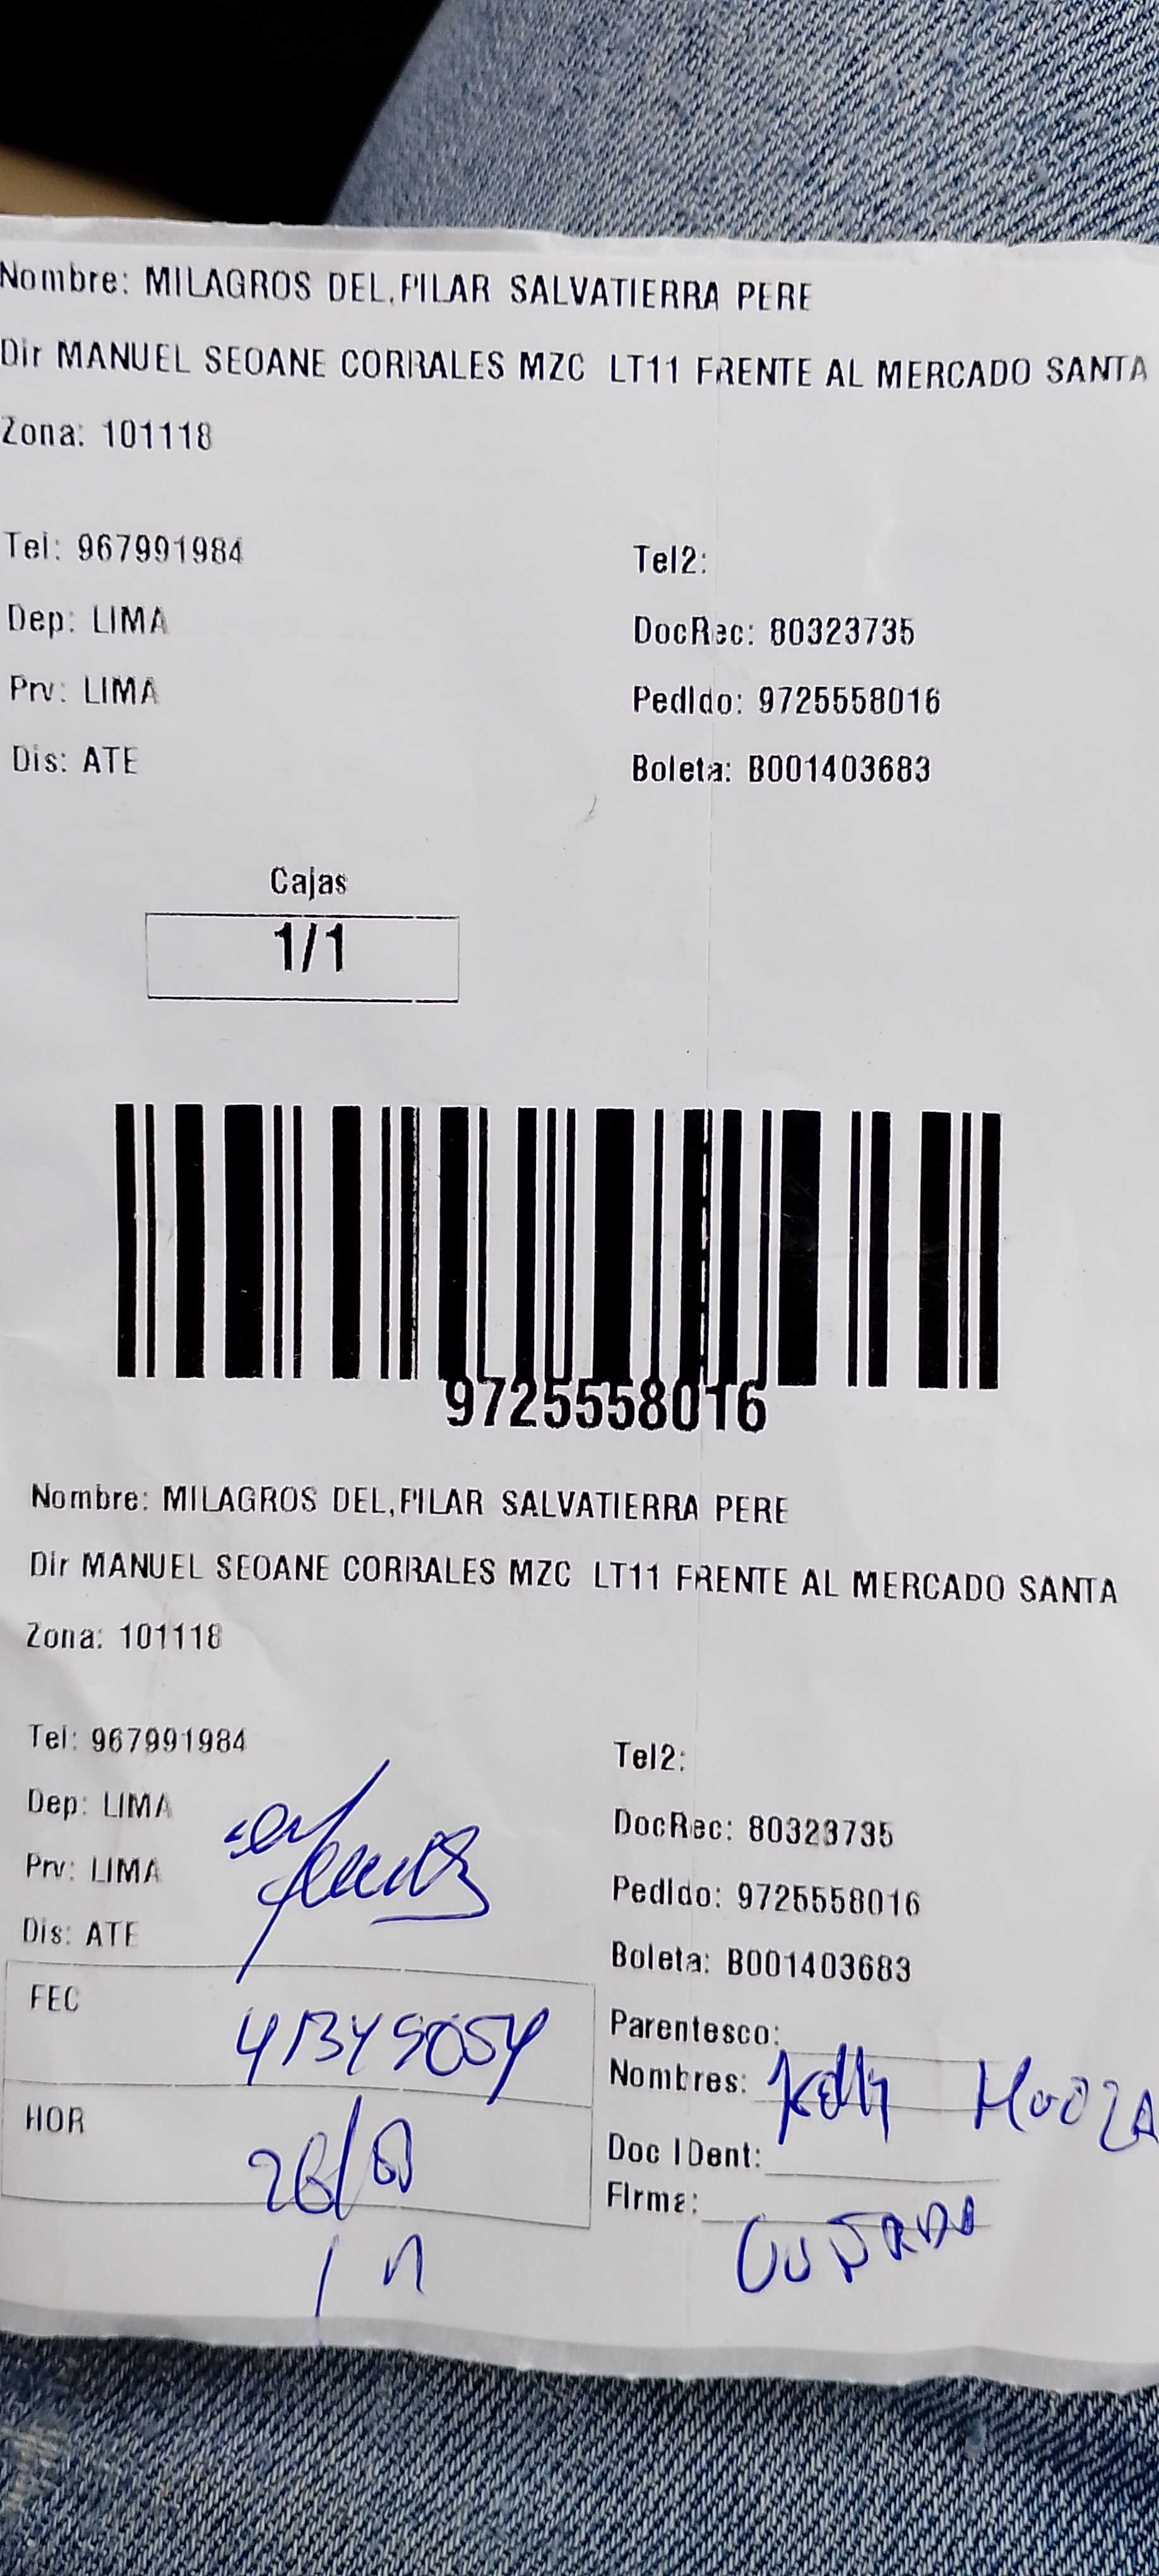 Nombre: MILAGROS DEL,PILAR SALVATIERRA PERE
Dir MANUEL SEOANE CORRALES MZC LT11 FRENTE AL MERCADO SANTA
Zona: 101118
Tel: 967991984 Tel2:
Dep: LIMA DocRec: 80323735
Prv: LIMA Pedido: 9725558016
Dis: ATE Boleta: B001403683
Cajas
1/1
9725558016
Nombre: MILAGROS DEL,PILAR SALVATIERRA PERE
Dir MANUEL SEOANE CORRALES MZC LT11 FRENTE AL MERCADO SANTA
Zona: 101118
Tel: 967991984 Tel2:
Dep: LIMA DocRec: 80323735
Prv: LIMA Pedido: 9725558016
Dis: ATE Boleta: B001403683
FEC 41345054 Parentesco:
Nombres: Kelly
HOR Doc IDent:
Firma: